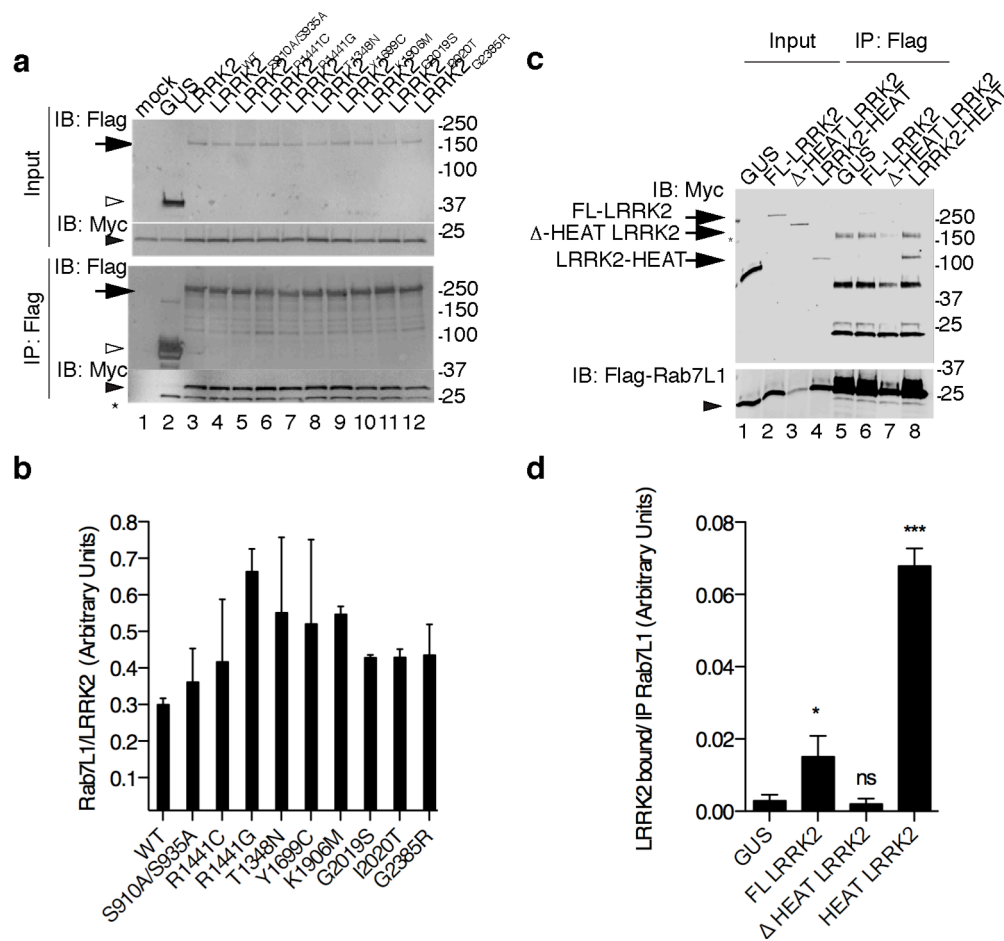 a
mock
GUS
LRRK2 WT
LRRK2 S910A/S935A
LRRK2 R1441C
LRRK2 R1441G
LRRK2 T1348N
LRRK2 Y1699C
LRRK2 K1906M
LRRK2 G2019S
LRRK2 I2020T
LRRK2 G2385R
Input
IB: Flag
-250
-150
-100
-37
IB: Myc
-25
IP: Flag
IB: Flag
-250
-150
-100
-37
IB: Myc
-25
*
1 2 3 4 5 6 7 8 9 10 11 12
b
Rab7L1/LRRK2 (Arbitrary Units)
0.8
0.7
0.6
0.5
0.4
0.3
0.2
0.1
WT
S910A/S935A
R1441C
R1441G
T1348N
Y1699C
K1906M
G2019S
I2020T
G2385R
c
Input IP: Flag
GUS
FL-LRRK2
Δ-HEAT LRRK2
LRRK2-HEAT
GUS
FL-LRRK2
Δ-HEAT LRRK2
LRRK2-HEAT
IB: Myc
FL-LRRK2
Δ-HEAT LRRK2
*
LRRK2-HEAT
-250
-150
-100
-37
-25
IB: Flag-Rab7L1
-37
-25
1 2 3 4 5 6 7 8
d
LRRK2 bound/ IP Rab7L1 (Arbitrary Units)
0.08
0.06
0.04
0.02
0.00
*
ns
***
GUS
FL LRRK2
Δ HEAT LRRK2
HEAT LRRK2